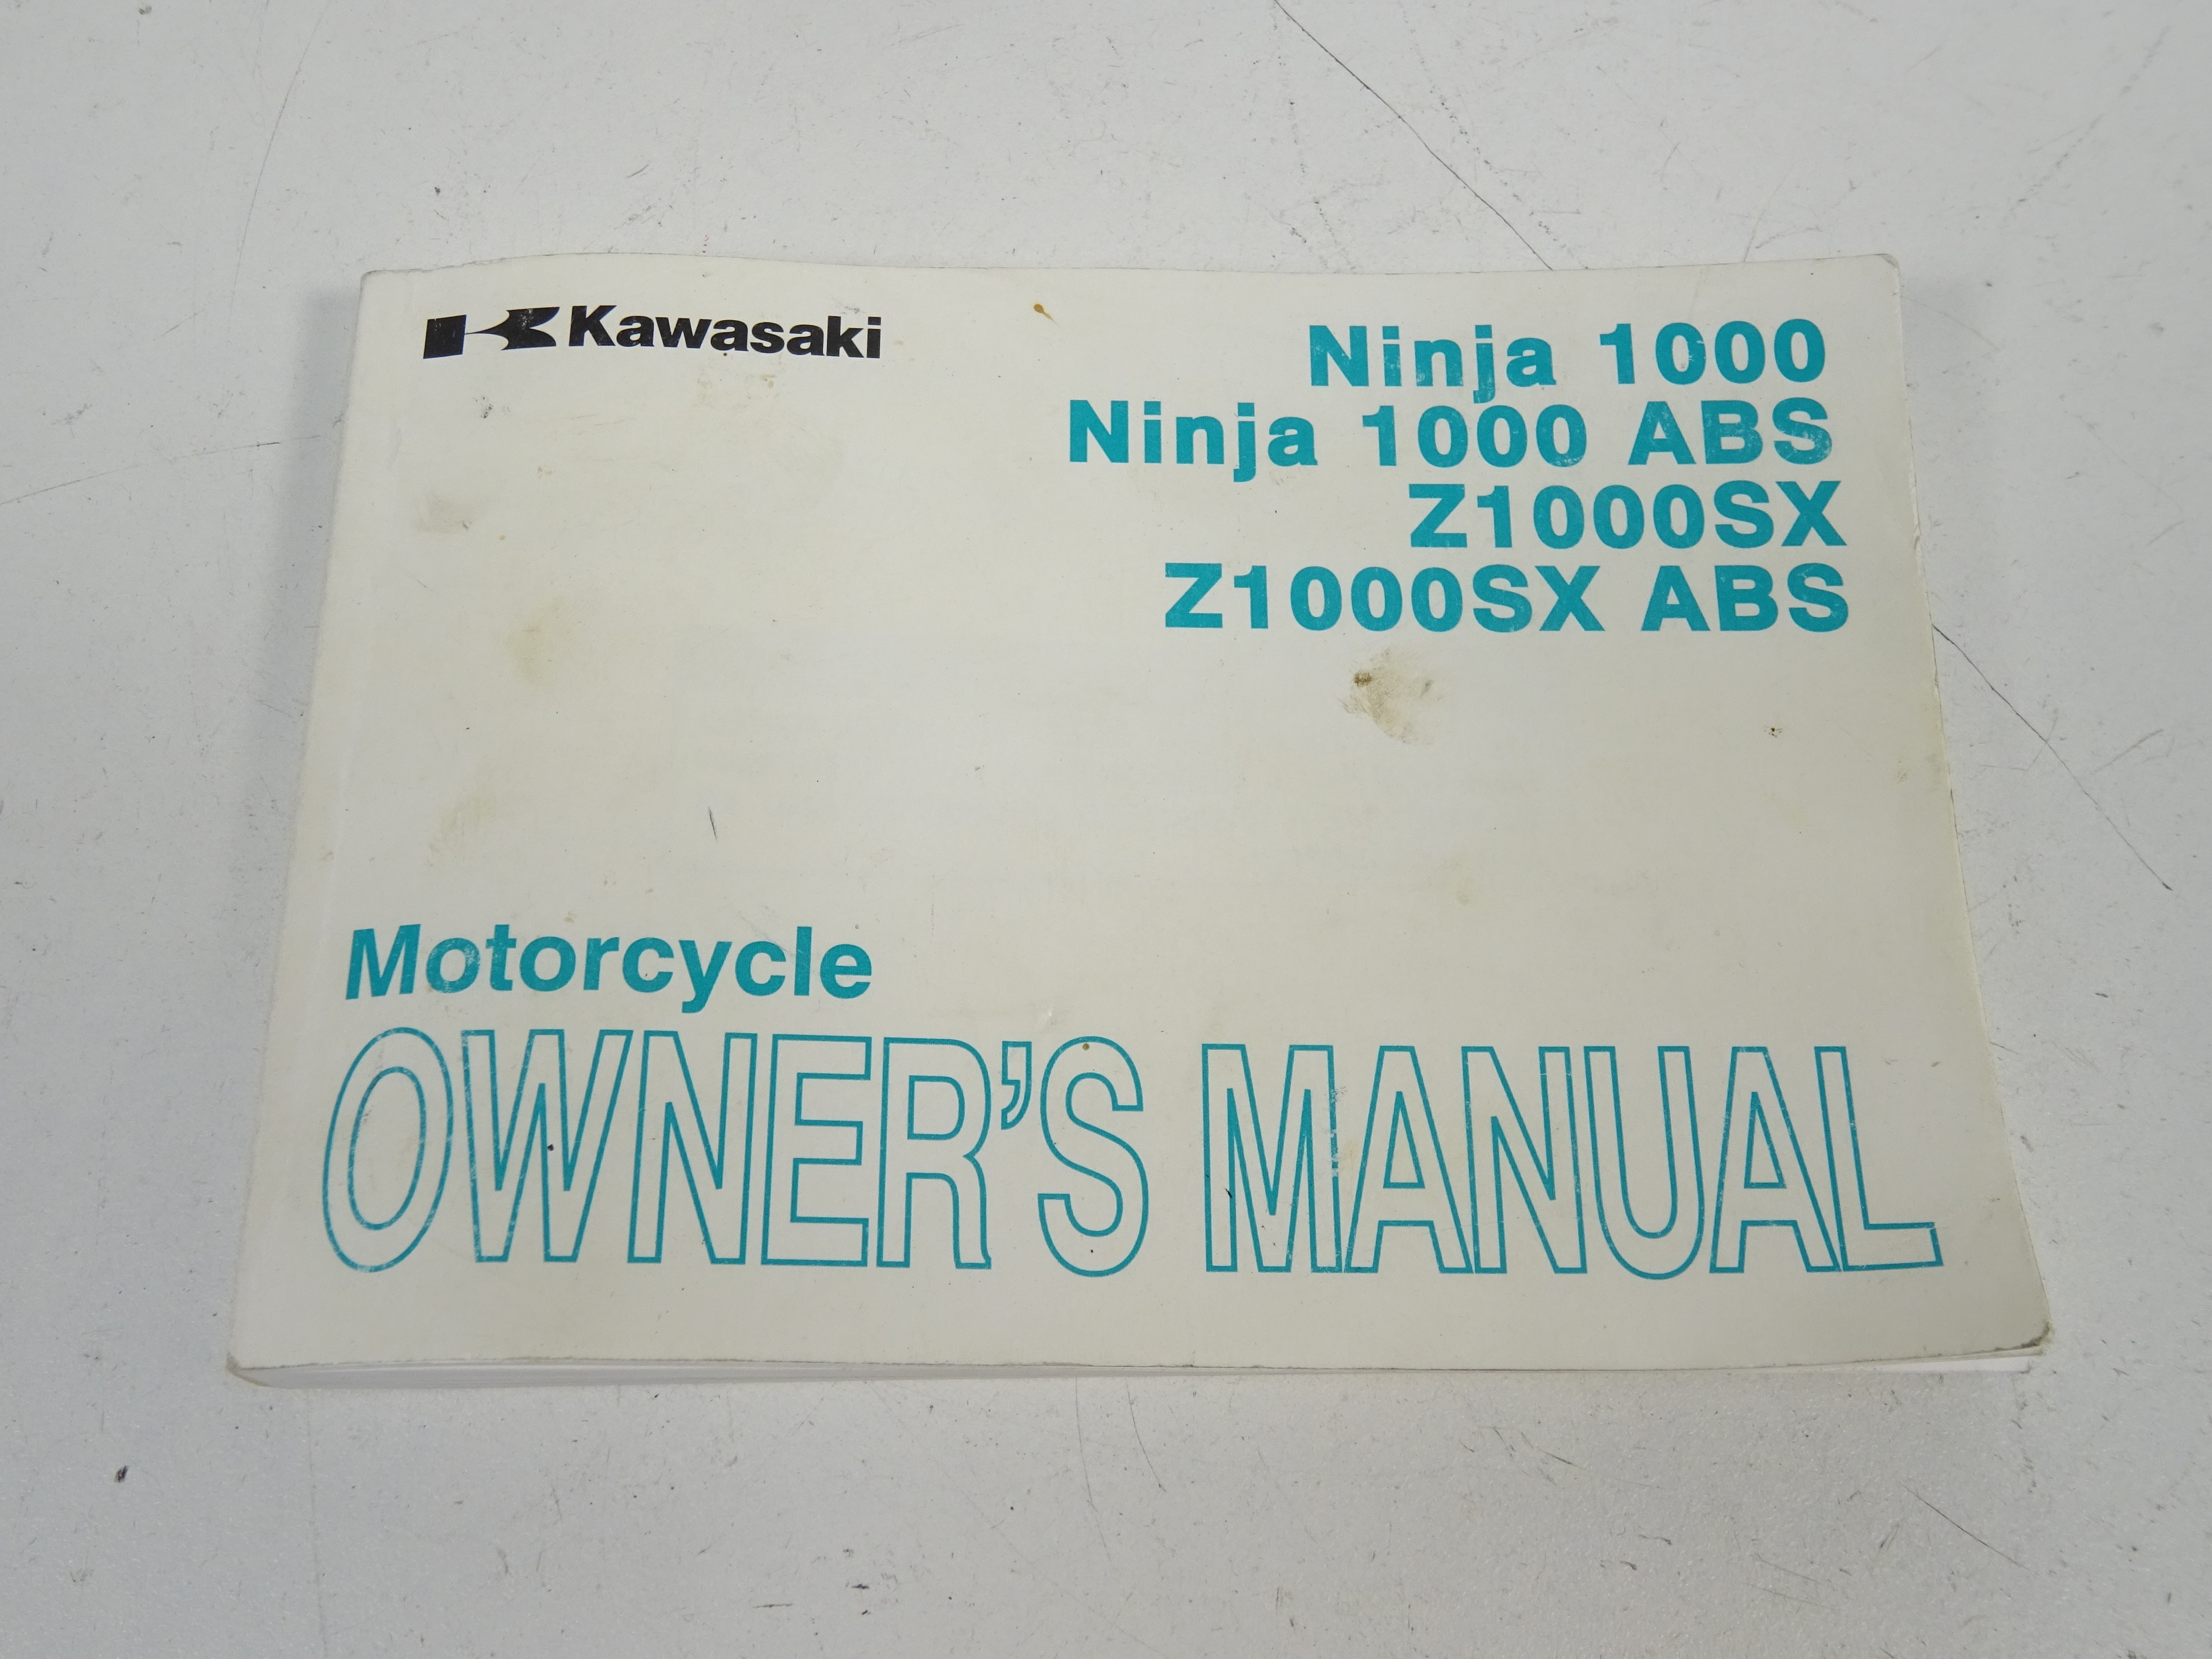 Kawasaki
Ninja 1000
Ninja 1000 ABS
Z1000SX
Z1000SX ABS
Motorcycle
OWNER'S MANUAL